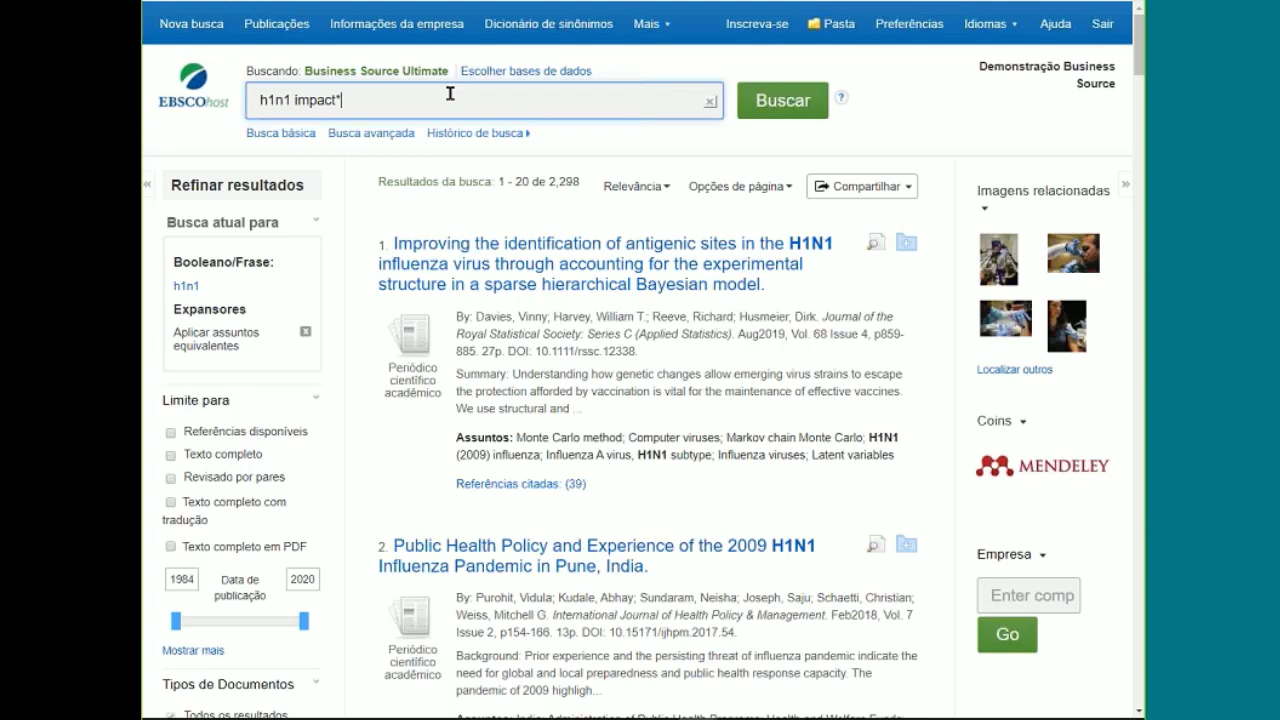 Nova busca Publicações Informações da empresa Dicionário de sinônimos Mais Inscreva-se Pasta Preferências Idiomas Ajuda Sair
Buscando: Business Source Ultimate Escolher bases de dados
Demonstração Business
Source
EBSCOhost
h1n1 impact*
Buscar
?
Busca básica Busca avançada Histórico de busca
Refinar resultados
Busca atual para
Booleano/Frase:
h1n1
Expansores
Aplicar assuntos
equivalentes
Limite para
Referências disponíveis
Texto completo
Revisado por pares
Texto completo com
tradução
Texto completo em PDF
1984 Data de
publicação 2020
Mostrar mais
Tipos de Documentos
Todos os resultados
Resultados da busca: 1 - 20 de 2,298
Relevância Opções de página Compartilhar
1. Improving the identification of antigenic sites in the H1N1
influenza virus through accounting for the experimental
structure in a sparse hierarchical Bayesian model.
Periódico
científico
acadêmico
By: Davies, Vinny; Harvey, William T.; Reeve, Richard; Husmeier, Dirk. Journal of the
Royal Statistical Society: Series C (Applied Statistics). Aug2019, Vol. 68 Issue 4, p859-
885. 27p. DOI: 10.1111/rssc.12338.
Summary: Understanding how genetic changes allow emerging virus strains to escape
the protection afforded by vaccination is vital for the maintenance of effective vaccines.
We use structural and ...
Assuntos: Monte Carlo method; Computer viruses; Markov chain Monte Carlo; H1N1
(2009) influenza; Influenza A virus, H1N1 subtype; Influenza viruses; Latent variables
Referências citadas: (39)
2. Public Health Policy and Experience of the 2009 H1N1
Influenza Pandemic in Pune, India.
Periódico
científico
acadêmico
By: Purohit, Vidula; Kudale, Abhay; Sundaram, Neisha; Joseph, Saju; Schaetti, Christian;
Weiss, Mitchell G. International Journal of Health Policy & Management. Feb2018, Vol. 7
Issue 2, p154-166. 13p. DOI: 10.15171/ijhpm.2017.54.
Background: Prior experience and the persisting threat of influenza pandemic indicate the
need for global and local preparedness and public health response capacity. The
pandemic of 2009 highligh...
Assuntos: India; Administration of Public Health Programs; Health and Welfare Funds;
Imagens relacionadas
Localizar outros
Coins
MENDELEY
Empresa
Enter comp
Go